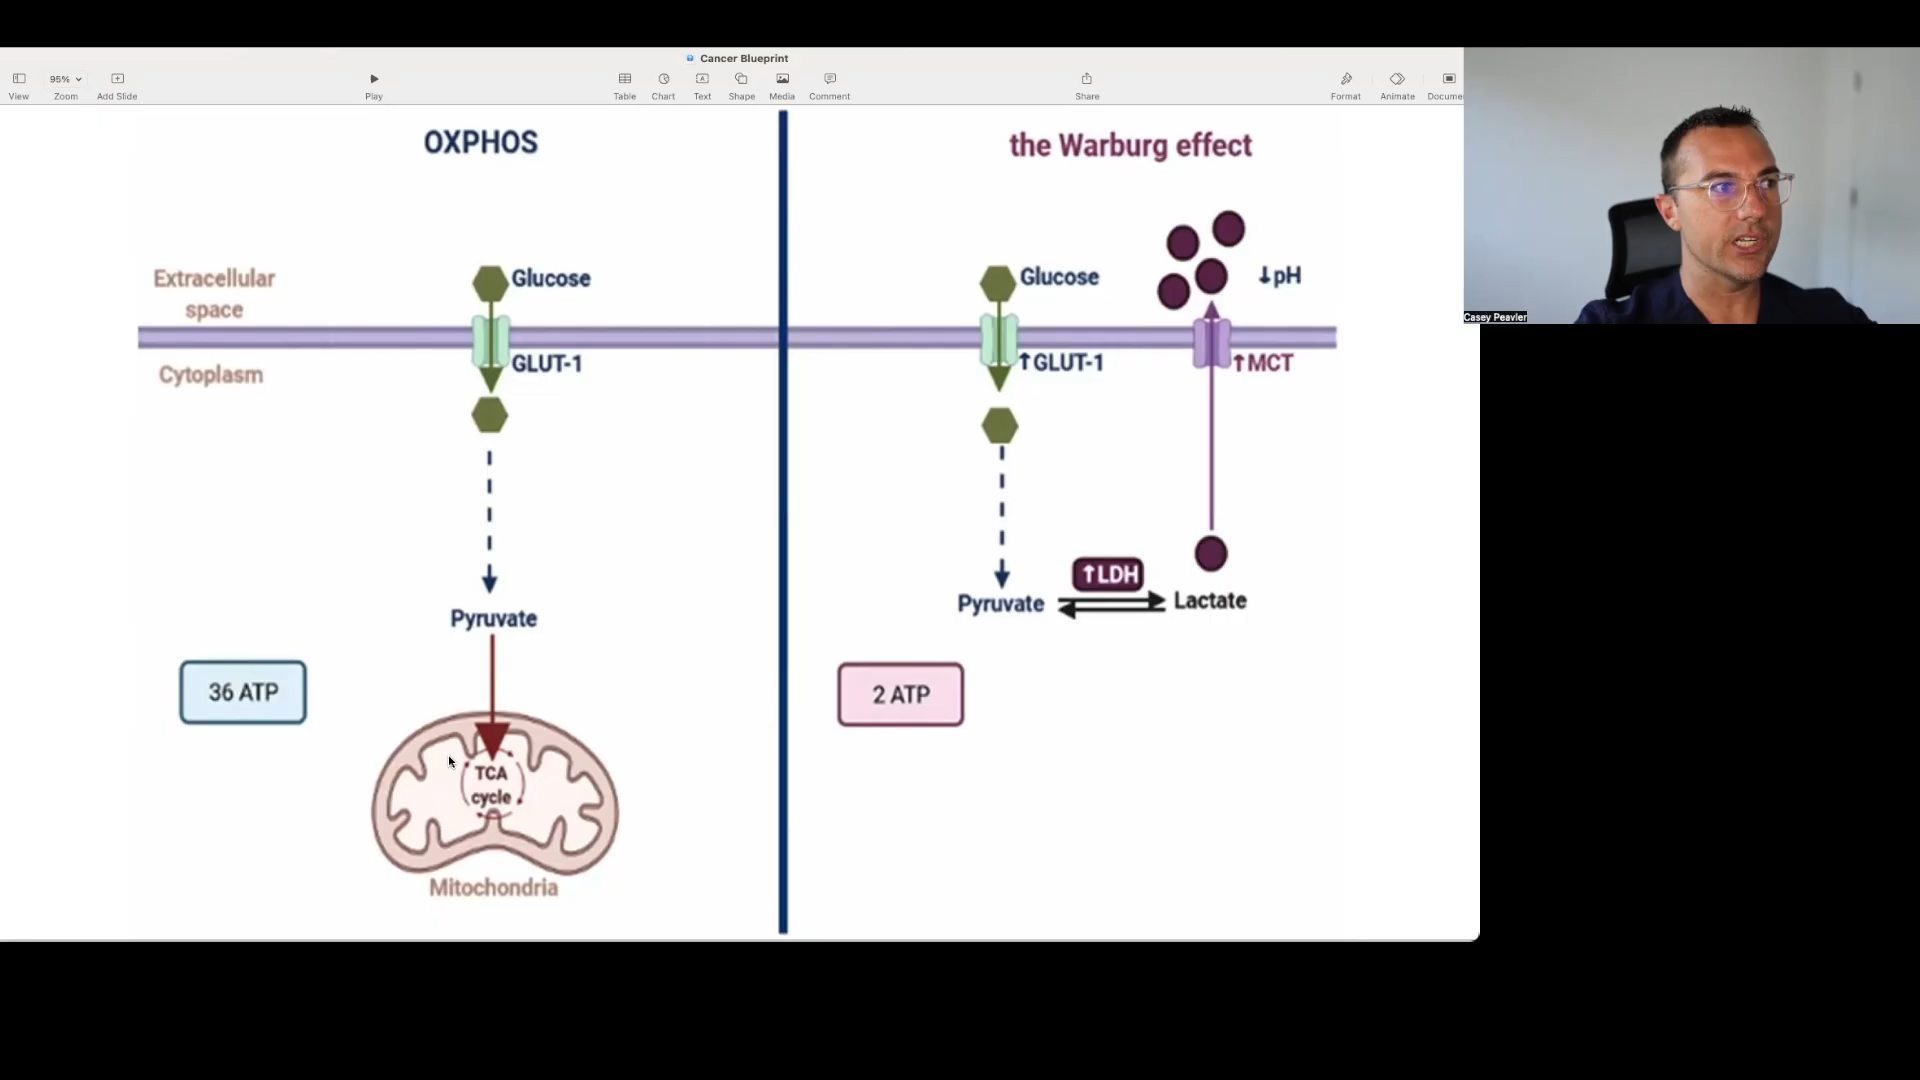 Cancer Blueprint
95%
View
Zoom
Add Slide
Play
Table
Chart
Text
Shape
Media
Comment
Share
Format
Animate
Docume
OXPHOS
the Warburg effect
Extracellular
space
Glucose
Glucose
↓pH
Cytoplasm
GLUT-1
↑GLUT-1
↑MCT
Pyruvate
↑LDH
Pyruvate
Lactate
36 ATP
2 ATP
TCA
cycle
Mitochondria
Casey Peavler